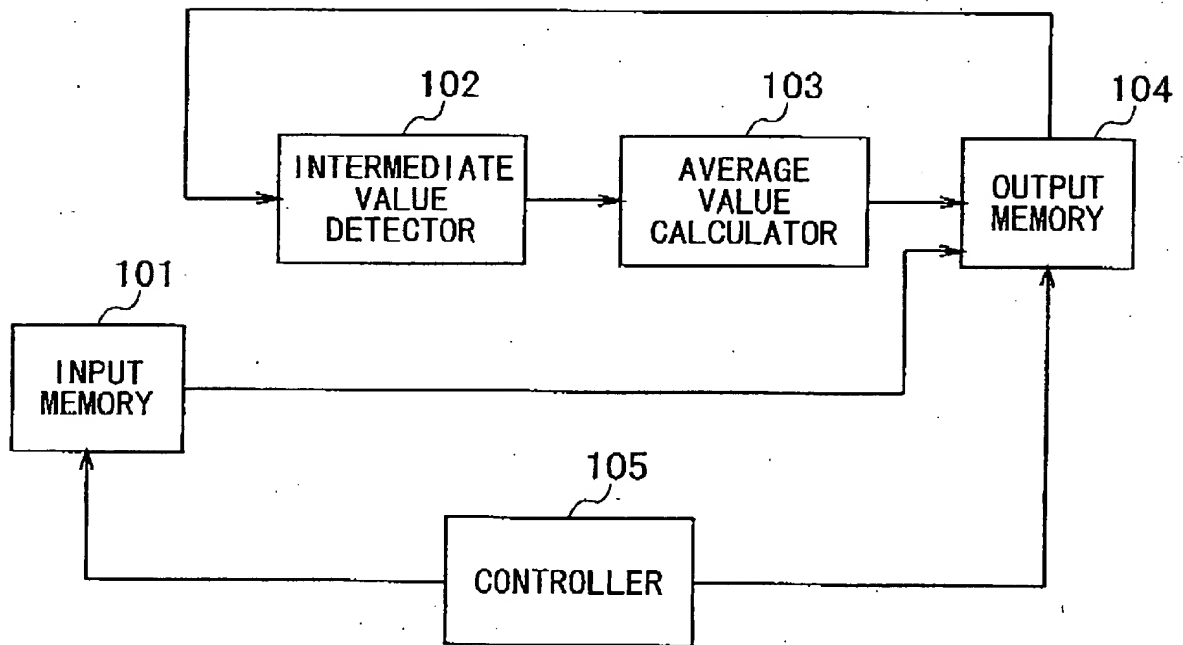 102
INTERMEDIATE
VALUE
DETECTOR
103
AVERAGE
VALUE
CALCULATOR
104
OUTPUT
MEMORY
101
INPUT
MEMORY
105
CONTROLLER